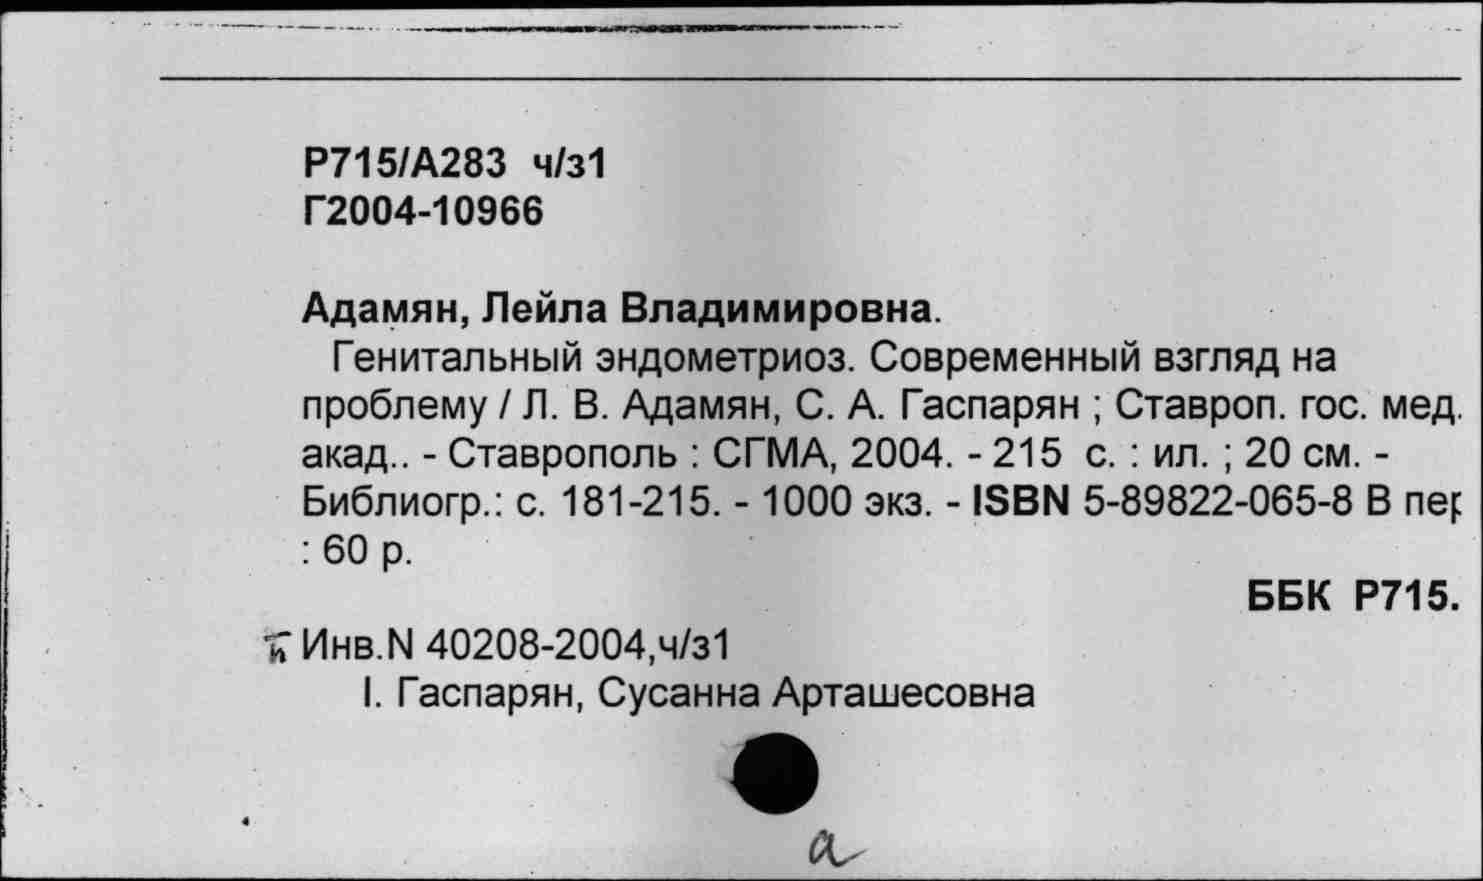 Р715/А283 ч/з1
Г2004-10966
Адамян, Лейла Владимировна.
Генитальный эндометриоз. Современный взгляд на
проблему / Л. В. Адамян, С. А. Гаспарян ; Ставроп. гос. мед.
акад.. - Ставрополь : СГМА, 2004. - 215 с. : ил. ; 20 см. -
Библиогр.: с. 181-215. - 1000 экз. - ISBN 5-89822-065-8 В пер
: 60 р.
ББК Р715.
Инв.N 40208-2004,ч/з1
I. Гаспарян, Сусанна Арташесовна
а